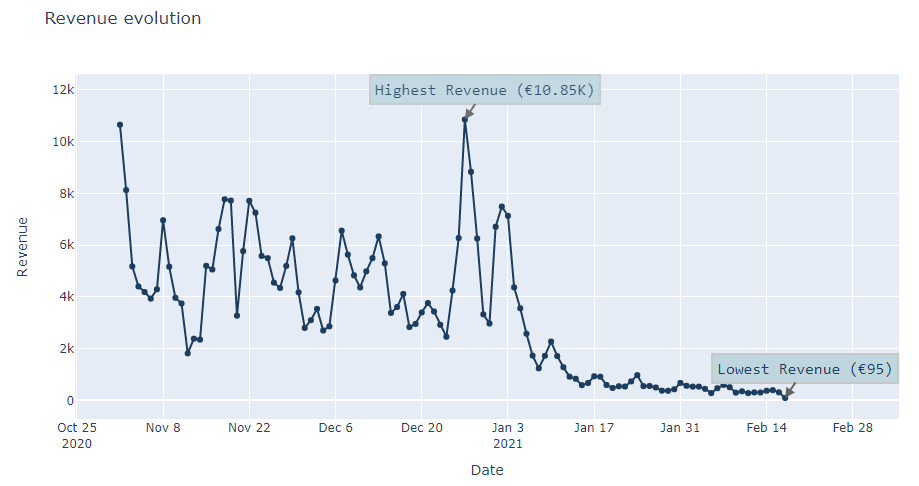 Revenue evolution
Highest Revenue (€10.85K)
12k
10k
8k
6k
4k
2k
0
Revenue
Lowest Revenue (€95)
Oct 25
2020
Nov 8
Nov 22
Dec 6
Dec 20
Jan 3
2021
Jan 17
Jan 31
Feb 14
Feb 28
Date